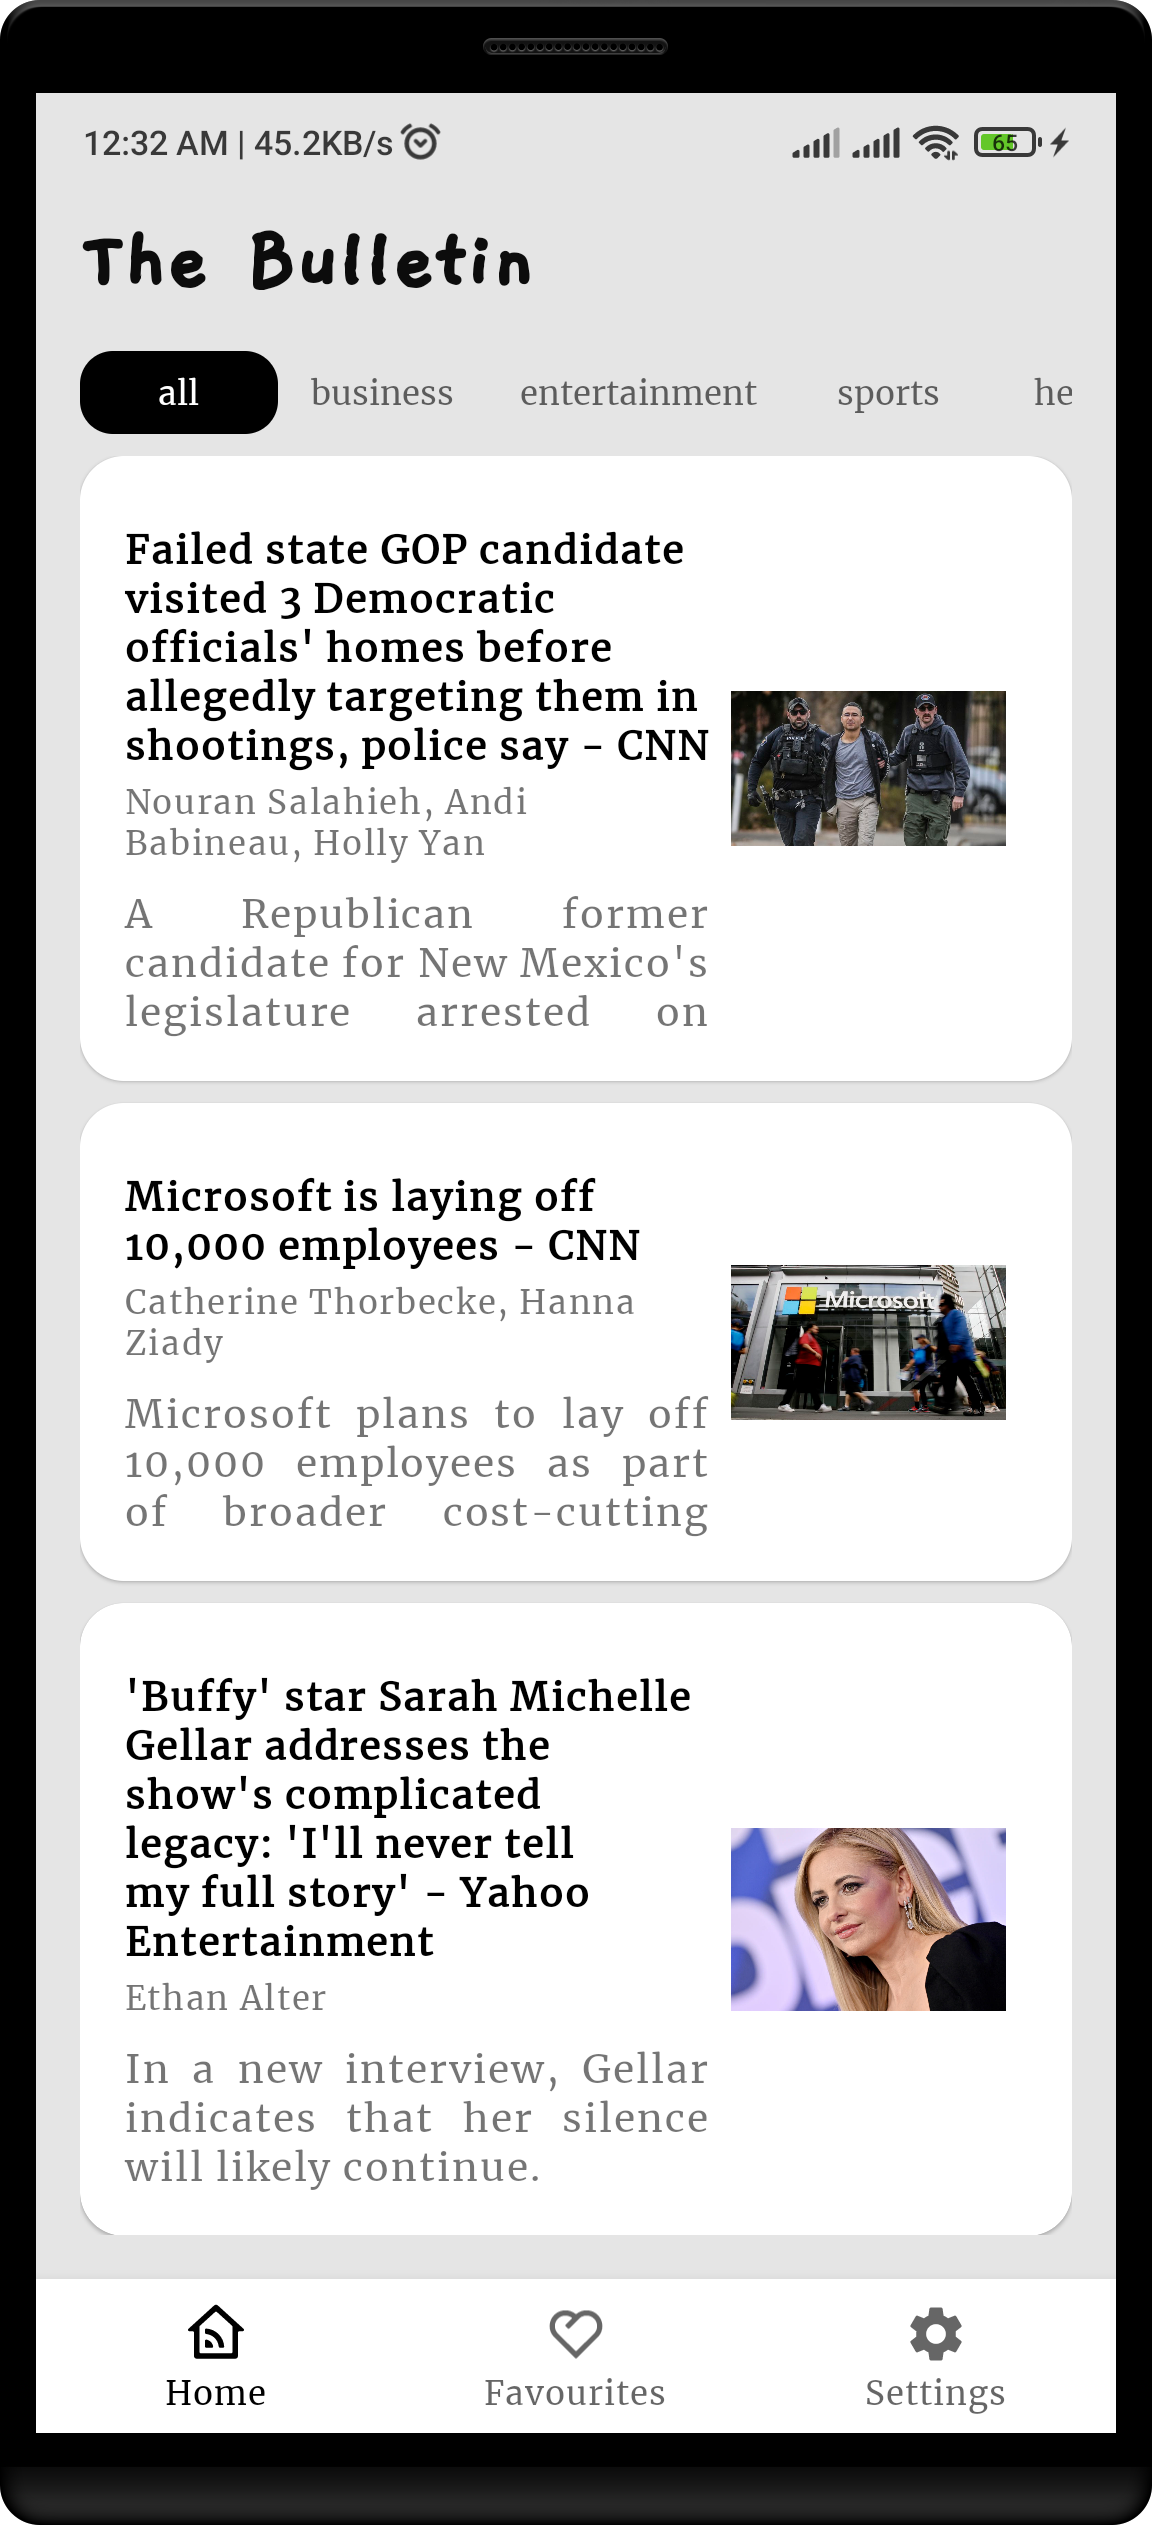 12:32 AM | 45.2KB/s
65
The Bulletin
all business entertainment sports he
Failed state GOP candidate
visited 3 Democratic
officials' homes before
allegedly targeting them in
shootings, police say - CNN
Nouran Salahieh, Andi
Babineau, Holly Yan
A Republican former
candidate for New Mexico's
legislature arrested on
Microsoft is laying off
10,000 employees - CNN
Catherine Thorbecke, Hanna
Ziady
Microsoft
Microsoft plans to lay off
10,000 employees as part
of broader cost-cutting
'Buffy' star Sarah Michelle
Gellar addresses the
show's complicated
legacy: 'I'll never tell
my full story' - Yahoo
Entertainment
Ethan Alter
In a new interview, Gellar
indicates that her silence
will likely continue.
Home Favourites Settings